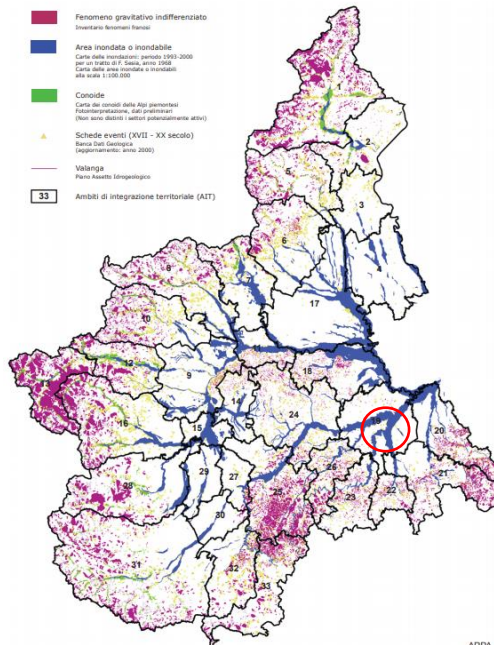 Fenomeno gravitativo indifferenziato
Inventario fenomeni franosi
Area inondata o inondabile
Carte delle inondazioni: periodo 1993-2000
per un tratto di F. Sesia, anno 1968
Carta delle aree inondate o inondabili
alla scala 1:100.000
Conoide
Carta dei conoidi delle Alpi piemontesi
Fotointerpretazione, dati preliminari
(Non sono distinti i settori potenzialmente attivi)
Schede eventi (XVII - XX secolo)
Banca Dati Geologica
(aggiornamento: anno 2000)
Valanga
Piano Assetto Idrogeologico
33 Ambiti di integrazione territoriale (AIT)
2
5
3
6
4
8
7
17
10
12
9
18
13
14
16
15
24
19
20
29
27
26
21
28
25
23
22
30
31
32
33